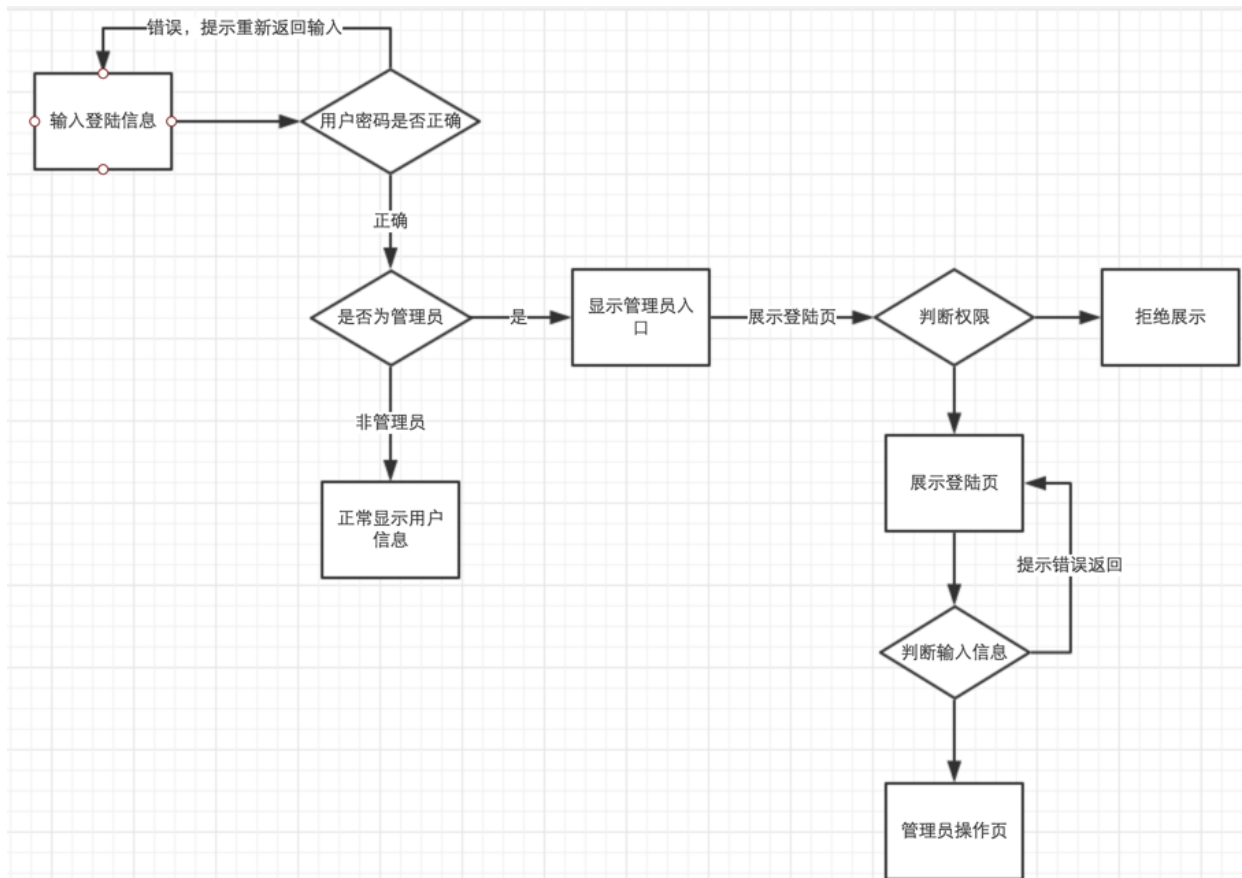 错误，提示重新返回输入
输入登陆信息
用户密码是否正确
正确
是否为管理员
是
显示管理员入
口
展示登陆页
判断权限
拒绝展示
非管理员
正常显示用户
信息
展示登陆页
提示错误返回
判断输入信息
管理员操作页